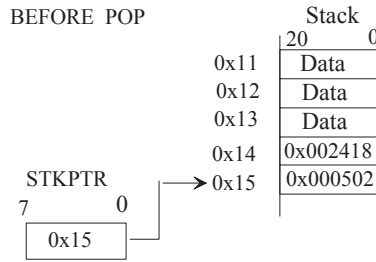 BEFORE POP
Stack
20 0
0x11 Data
0x12 Data
0x13 Data
0x14 0x002418
0x15 0x000502
STKPTR
7 0
0x15